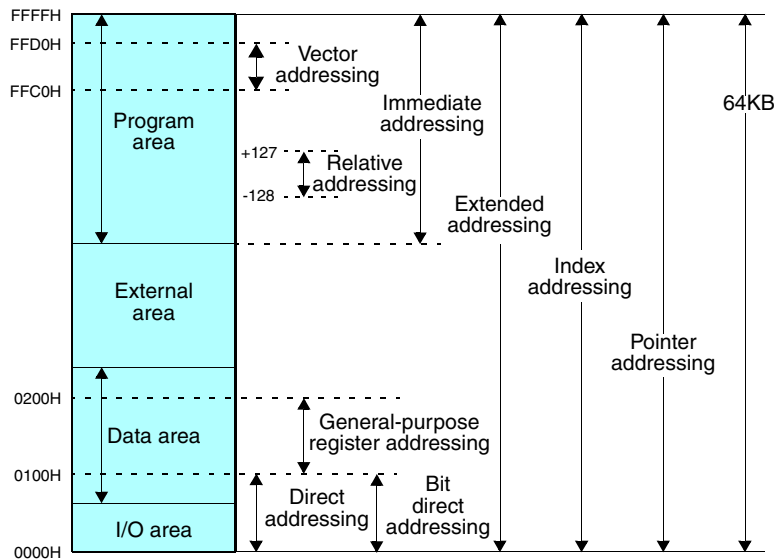 FFFFH
FFD0H
Vector
addressing
FFC0H
Program
area
Immediate
addressing
64KB
+127
Relative
addressing
-128
Extended
addressing
Index
addressing
External
area
Pointer
addressing
0200H
General-purpose
register addressing
Data area
0100H
Direct
addressing
Bit
direct
addressing
I/O area
0000H